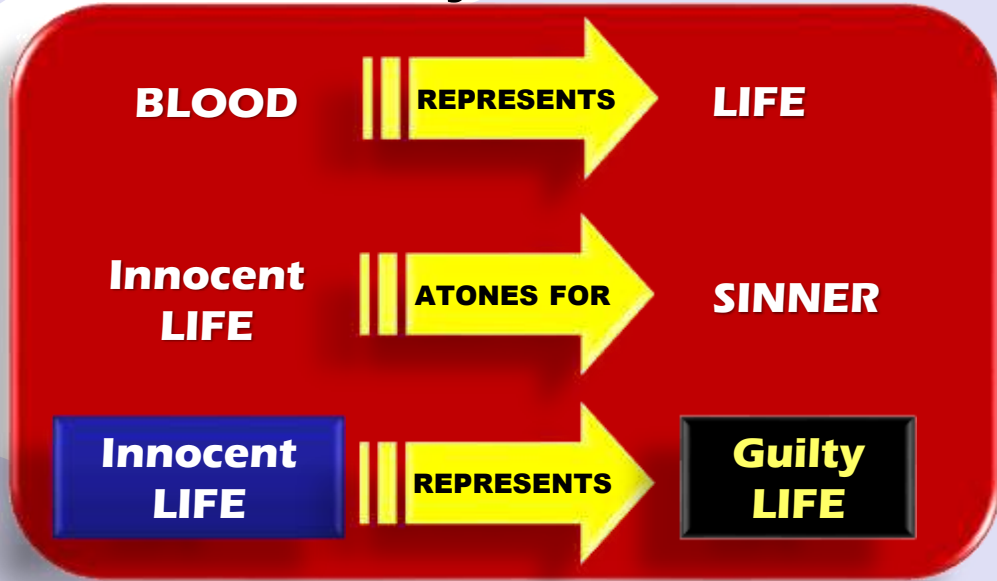 BLOOD REPRESENTS LIFE
Innocent
LIFE
ATONES FOR
SINNER
Innocent
LIFE
REPRESENTS
Guilty
LIFE